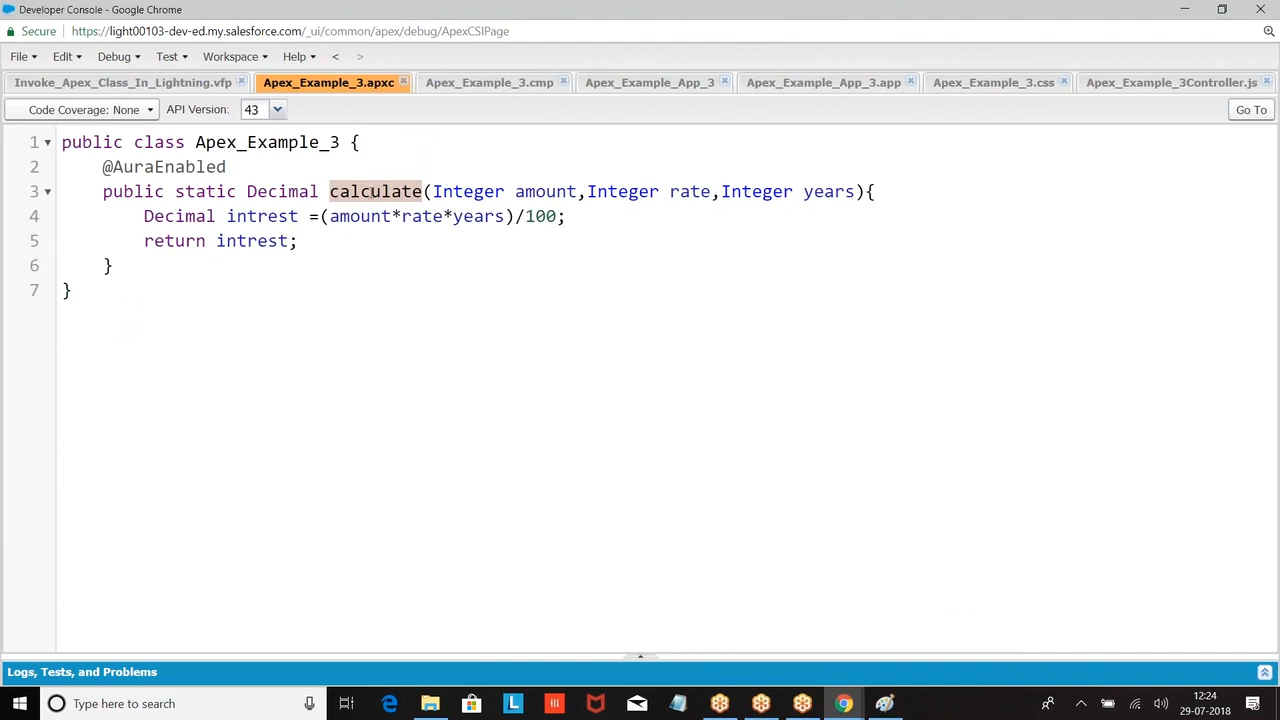 Developer Console - Google Chrome
Secure https://light00103-dev-ed.my.salesforce.com/_ui/common/apex/debug/ApexCSIPage
File Edit Debug Test Workspace Help < >
Invoke_Apex_Class_In_Lightning.vfp Apex_Example_3.apxc Apex_Example_3.cmp Apex_Example_App_3 Apex_Example_App_3.app Apex_Example_3.css Apex_Example_3Controller.js
Code Coverage: None API Version: 43 Go To
1 public class Apex_Example_3 {
2 @AuraEnabled
3 public static Decimal calculate(Integer amount,Integer rate,Integer years){
4 Decimal intrest =(amount*rate*years)/100;
5 return intrest;
6 }
7 }
Logs, Tests, and Problems
Type here to search
12:24
29-07-2018